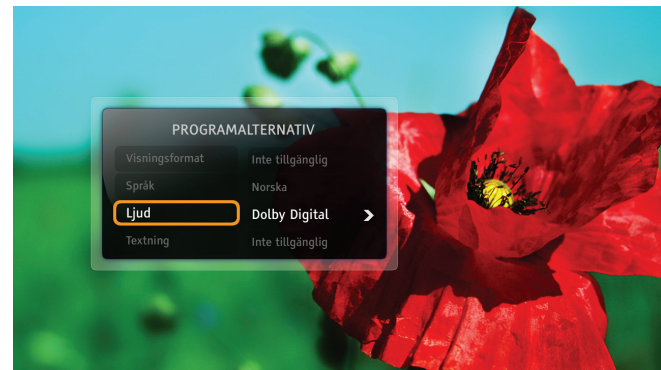 PROGRAMALTERNATIV
Visningsformat Inte tillgänglig
Språk Norska
Ljud Dolby Digital
Textning Inte tillgänglig